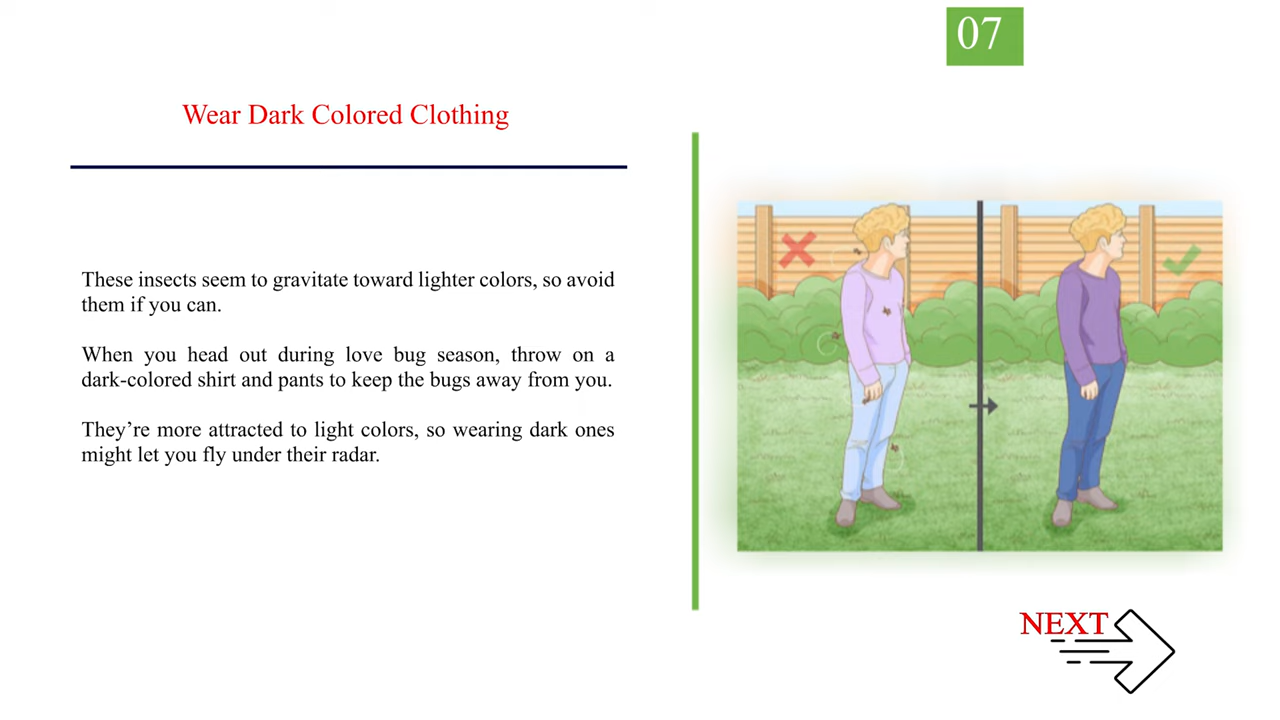 07
Wear Dark Colored Clothing
These insects seem to gravitate toward lighter colors, so avoid
them if you can.
When you head out during love bug season, throw on a
dark-colored shirt and pants to keep the bugs away from you.
They’re more attracted to light colors, so wearing dark ones
might let you fly under their radar.
NEXT